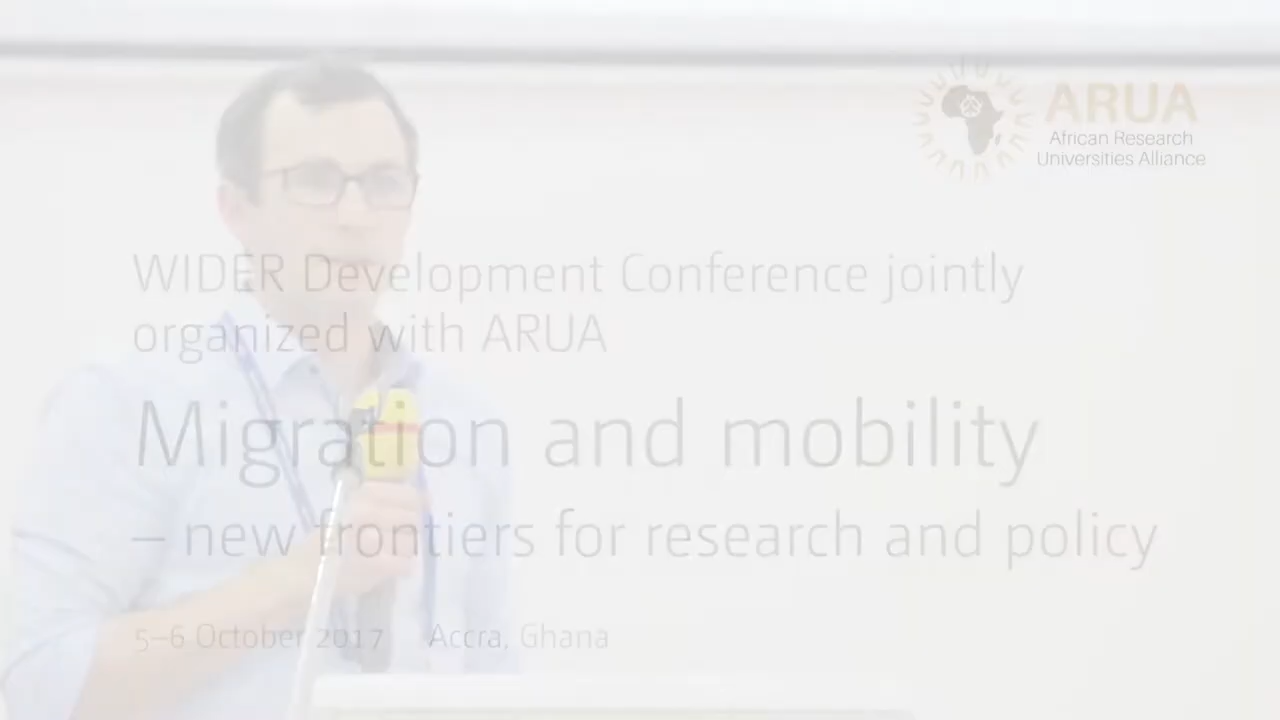 ARUA
African Research
Universities Alliance
WIDER Development Conference jointly
organized with ARUA
Migration and mobility
– new frontiers for research and policy
5–6 October 2017 Accra, Ghana